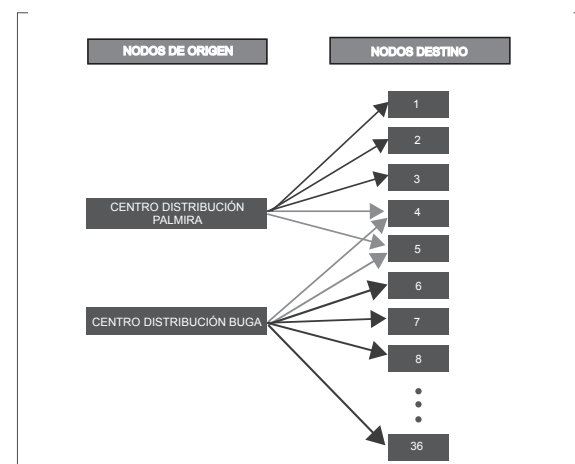 NODOS DE ORIGEN
NODOS DESTINO
1
2
3
CENTRO DISTRIBUCIÓN
PALMIRA
4
5
6
CENTRO DISTRIBUCIÓN BUGA
7
8
36